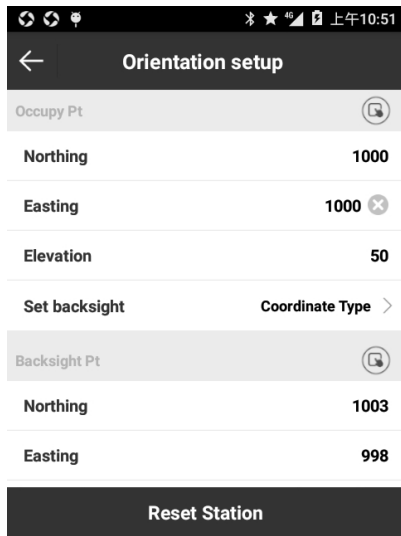 4G 上午10:51
Orientation setup
Occupy Pt
Northing 1000
Easting 1000
Elevation 50
Set backsight Coordinate Type
Backsight Pt
Northing 1003
Easting 998
Reset Station